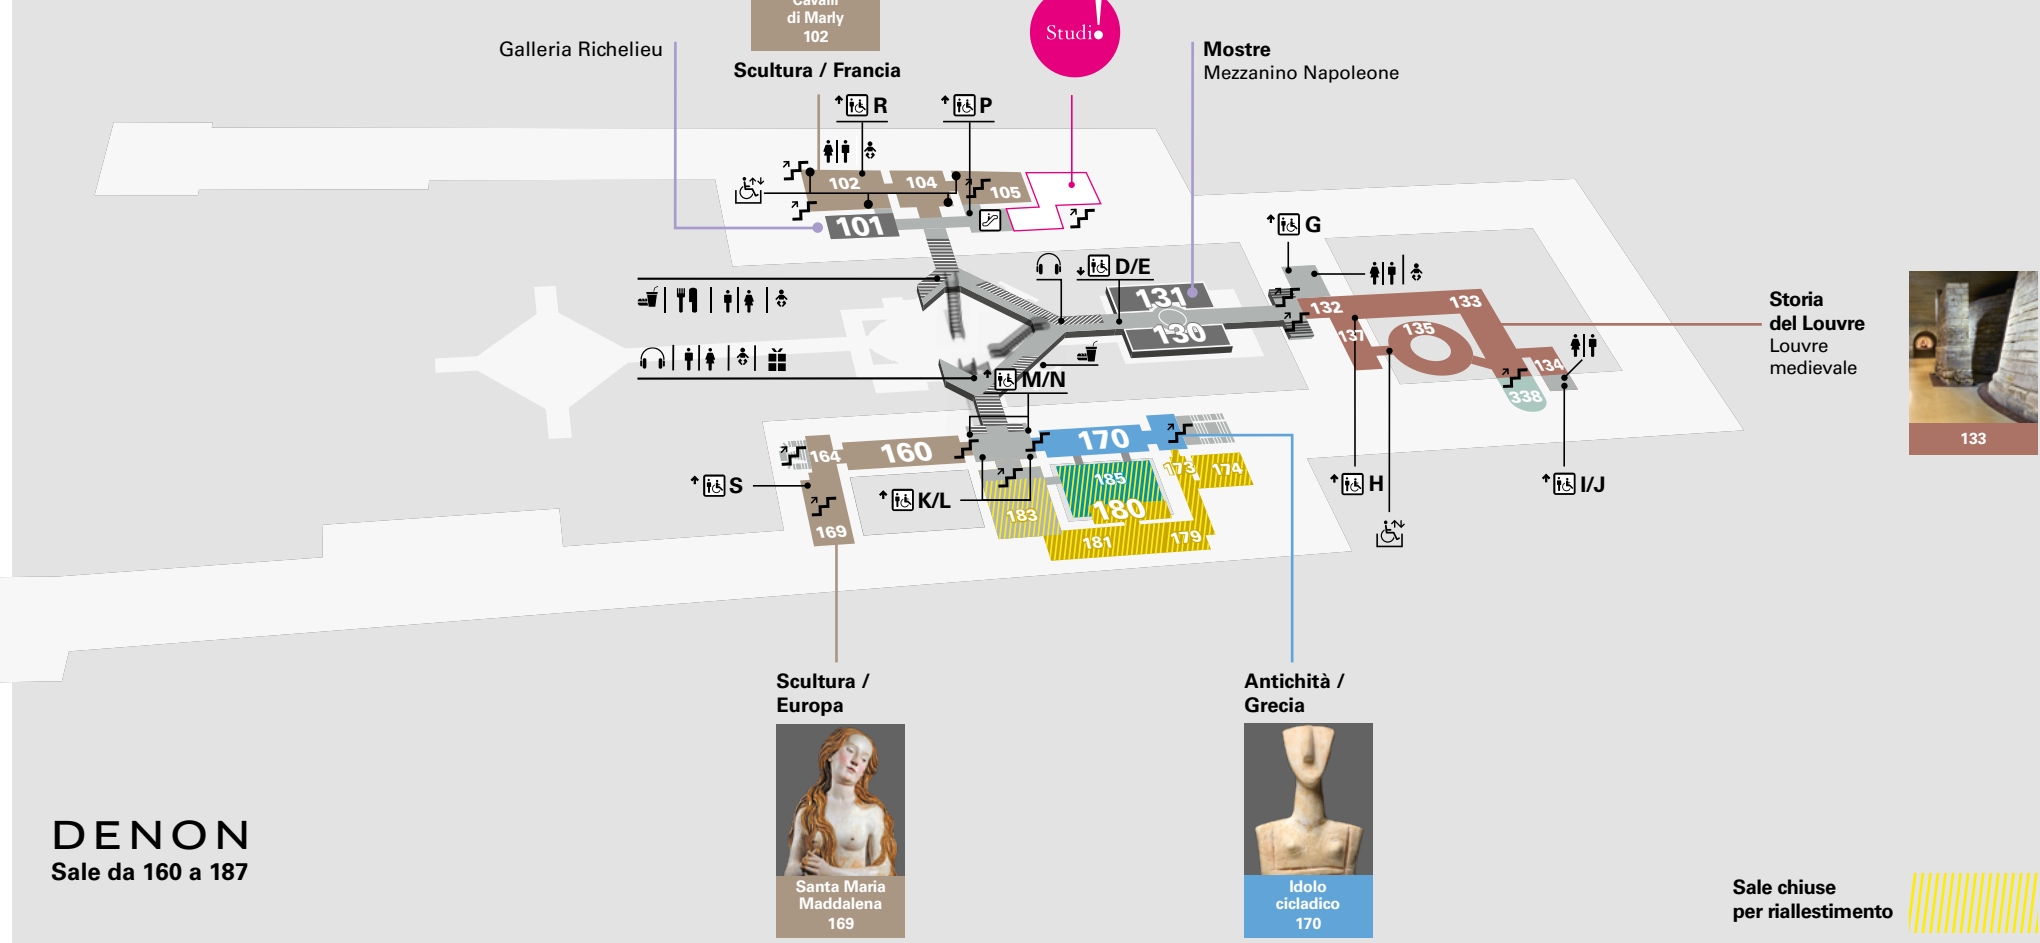 Cavalli
di Marly
102
Studi!
Galleria Richelieu
Mostre
Mezzanino Napoleone
Scultura / Francia
R
P
102
104
105
101
G
D/E
131
130
132
133
137
135
134
338
Storia
del Louvre
Louvre
medievale
133
M/N
170
160
164
S
K/L
185
173
174
180
183
181
179
169
H
I/J
Scultura /
Europa
Antichità /
Grecia
DENON
Sale da 160 a 187
Santa Maria
Maddalena
169
Idolo
cicladico
170
Sale chiuse
per riallestimento